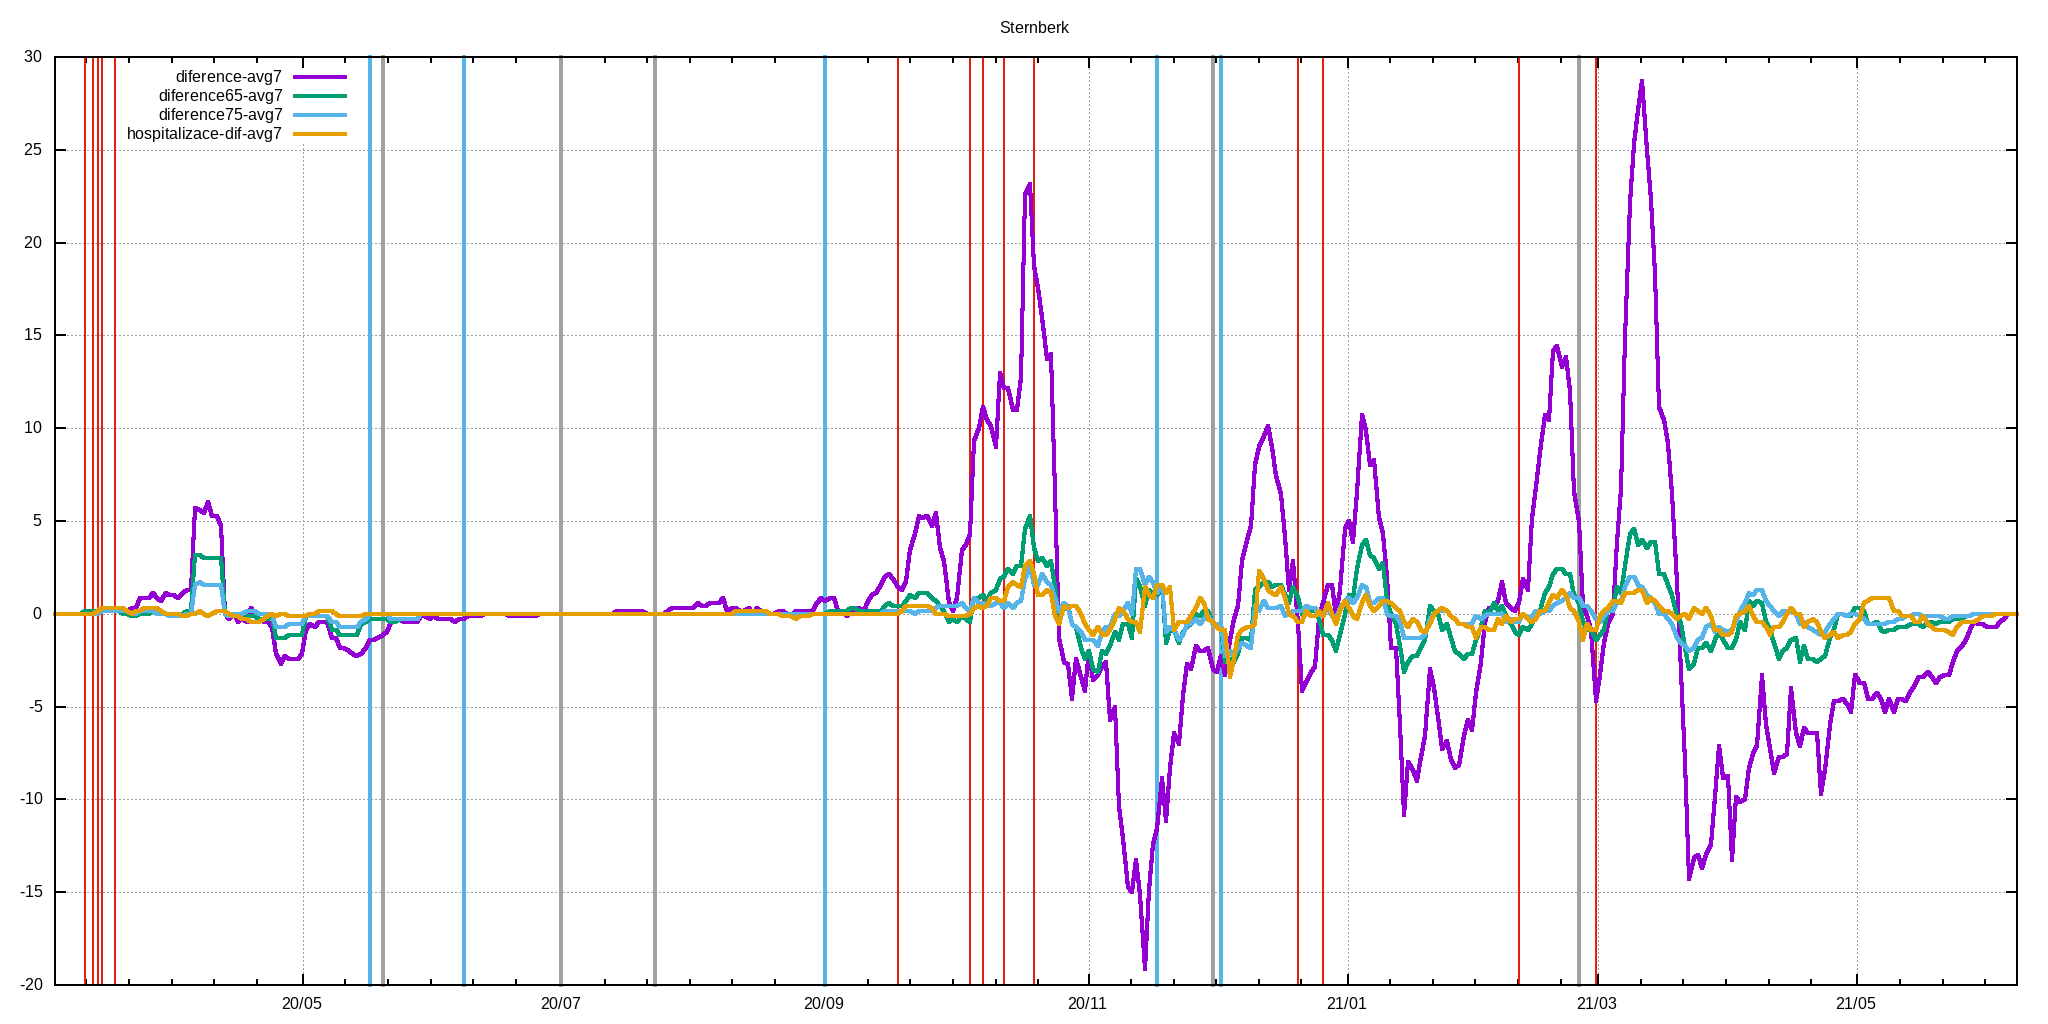 Sternberk
diference-avg7
diference65-avg7
diference75-avg7
hospitalizace-dif-avg7
30
25
20
15
10
5
0
-5
-10
-15
-20
20/05 20/07 20/09 20/11 21/01 21/03 21/05